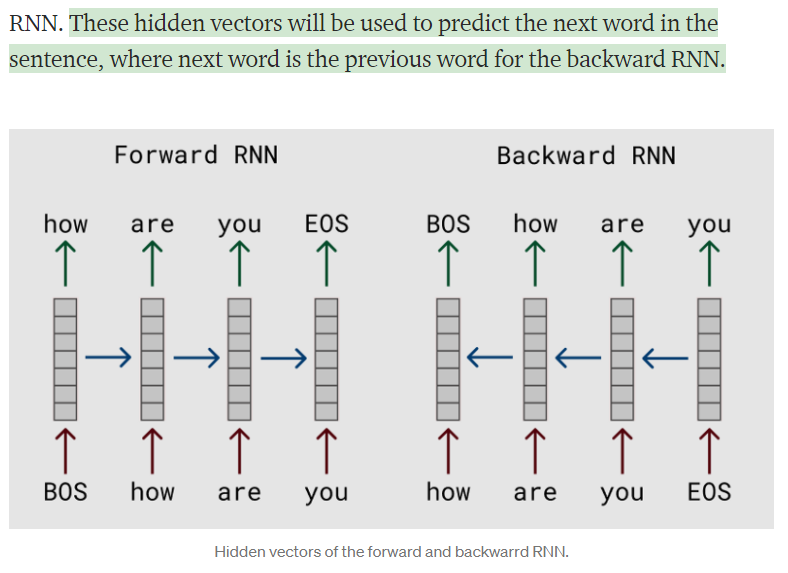 RNN. These hidden vectors will be used to predict the next word in the
sentence, where next word is the previous word for the backward RNN.
Forward RNN
how are you EOS
BOS how are you
Backward RNN
BOS how are you
how are you EOS
Hidden vectors of the forward and backwarrd RNN.